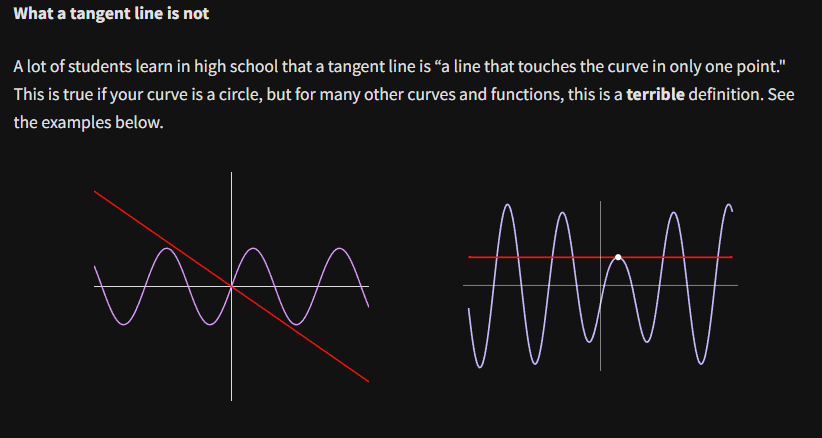 What a tangent line is not
A lot of students learn in high school that a tangent line is “a line that touches the curve in only one point."
This is true if your curve is a circle, but for many other curves and functions, this is a terrible definition. See
the examples below.